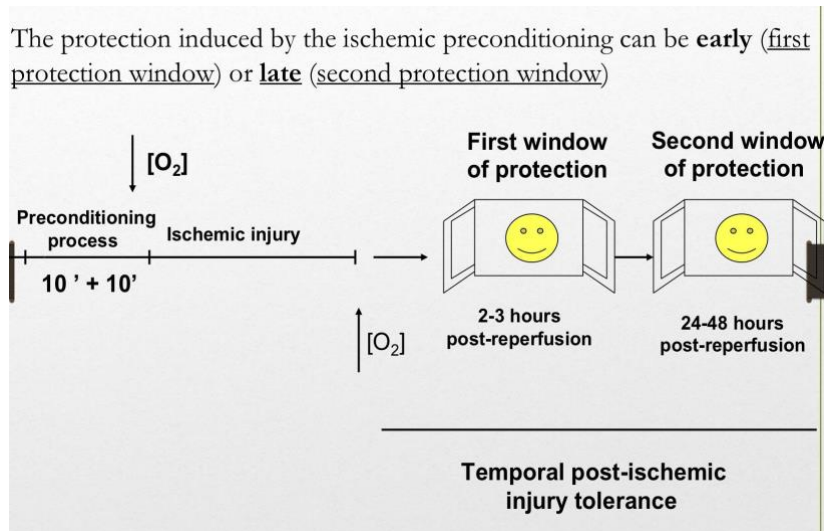 The protection induced by the ischemic preconditioning can be early (first
protection window) or late (second protection window)
[O₂]
Preconditioning
process
Ischemic injury
10 ’ + 10’
[O₂]
First window
of protection
2-3 hours
post-reperfusion
Second window
of protection
24-48 hours
post-reperfusion
Temporal post-ischemic
injury tolerance